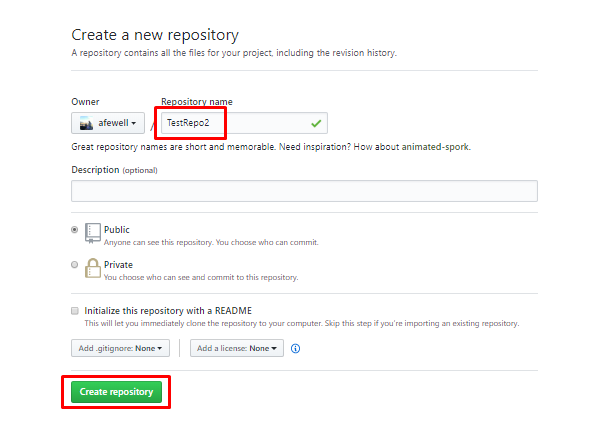 Create a new repository
A repository contains all the files for your project, including the revision history.
Owner Repository name
afewell / TestRepo2
Great repository names are short and memorable. Need inspiration? How about animated-spork.
Description (optional)
Public
Anyone can see this repository. You choose who can commit.
Private
You choose who can see and commit to this repository.
Initialize this repository with a README
This will let you immediately clone the repository to your computer. Skip this step if you're importing an existing repository.
Add .gitignore: None Add a license: None
Create repository